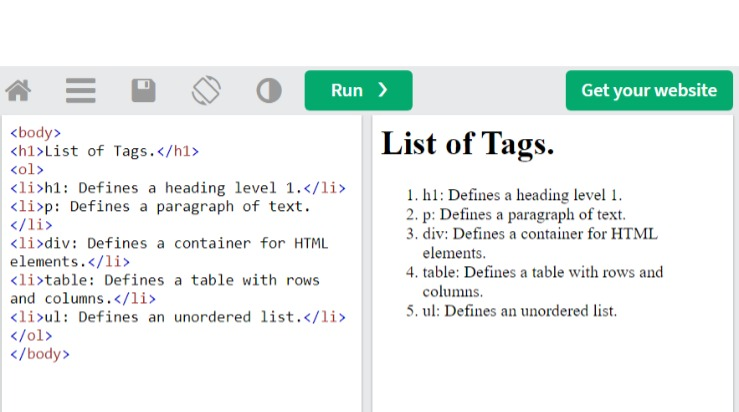 Run ❯
Get your website
<body>
<h1>List of Tags.</h1>
<ol>
<li>h1: Defines a heading level 1.</li>
<li>p: Defines a paragraph of text.
</li>
<li>div: Defines a container for HTML
elements.</li>
<li>table: Defines a table with rows
and columns.</li>
<li>ul: Defines an unordered list.</li>
</ol>
</body>
List of Tags.
1. h1: Defines a heading level 1.
2. p: Defines a paragraph of text.
3. div: Defines a container for HTML
elements.
4. table: Defines a table with rows and
columns.
5. ul: Defines an unordered list.